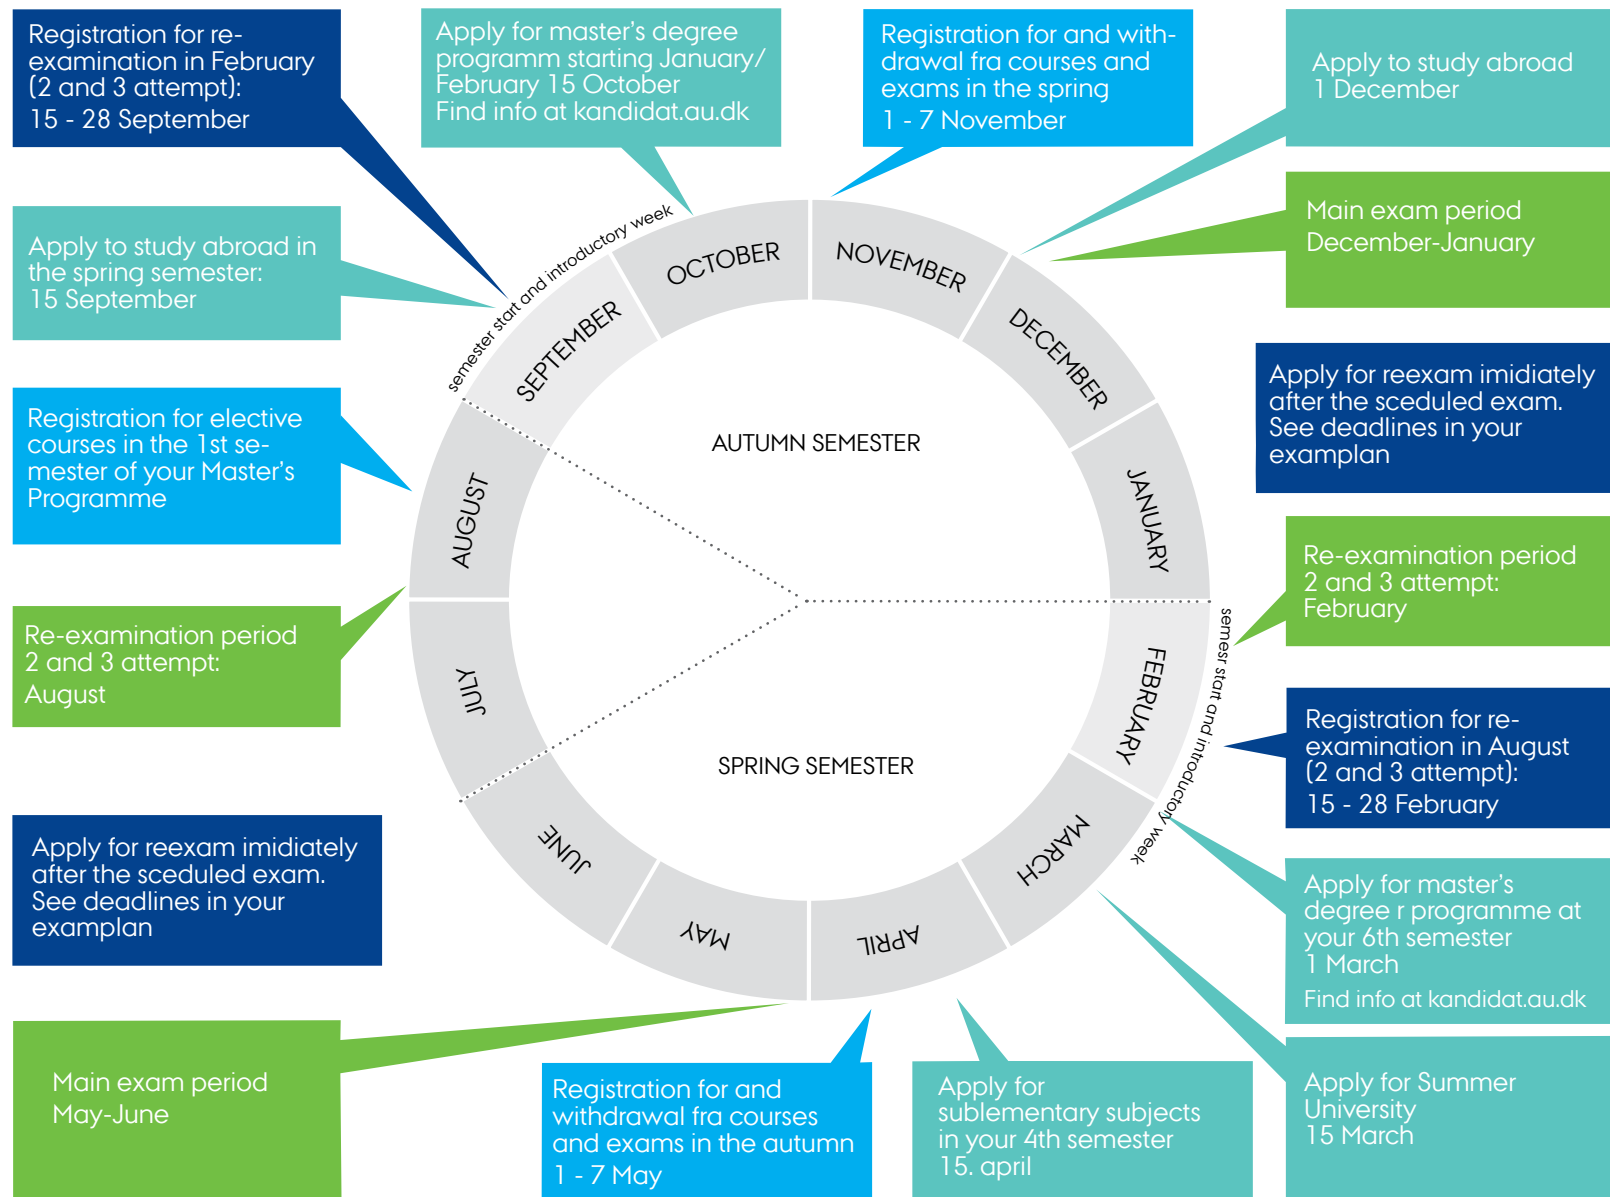 Registration for re-
examination in February
(2 and 3 attempt):
15 - 28 September
Apply for master's degree
programm starting January/
February 15 October
Find info at kandidat.au.dk
Registration for and with-
drawal fra courses and
exams in the spring
1 - 7 November
Apply to study abroad
1 December
Main exam period
December-January
Apply to study abroad in
the spring semester:
15 September
Registration for elective
courses in the 1st se-
mester of your Master's
Programme
Re-examination period
2 and 3 attempt:
August
Apply for reexam imidiately
after the sceduled exam.
See deadlines in your
examplan
Main exam period
May-June
semester start and introductory week
SEPTEMBER
OCTOBER
NOVEMBER
DECEMBER
JANUARY
FEBRUARY
MARCH
APRIL
MAY
JUNE
JULY
AUGUST
AUTUMN SEMESTER
SPRING SEMESTER
semesr start and introductory week
Apply for reexam imidiately
after the sceduled exam.
See deadlines in your
examplan
Re-examination period
2 and 3 attempt:
February
Registration for re-
examination in August
(2 and 3 attempt):
15 - 28 February
Apply for master's
degree r programme at
your 6th semester
1 March
Find info at kandidat.au.dk
Apply for Summer
University
15 March
Registration for and
withdrawal fra courses
and exams in the autumn
1 - 7 May
Apply for
sublementary subjects
in your 4th semester
15. april